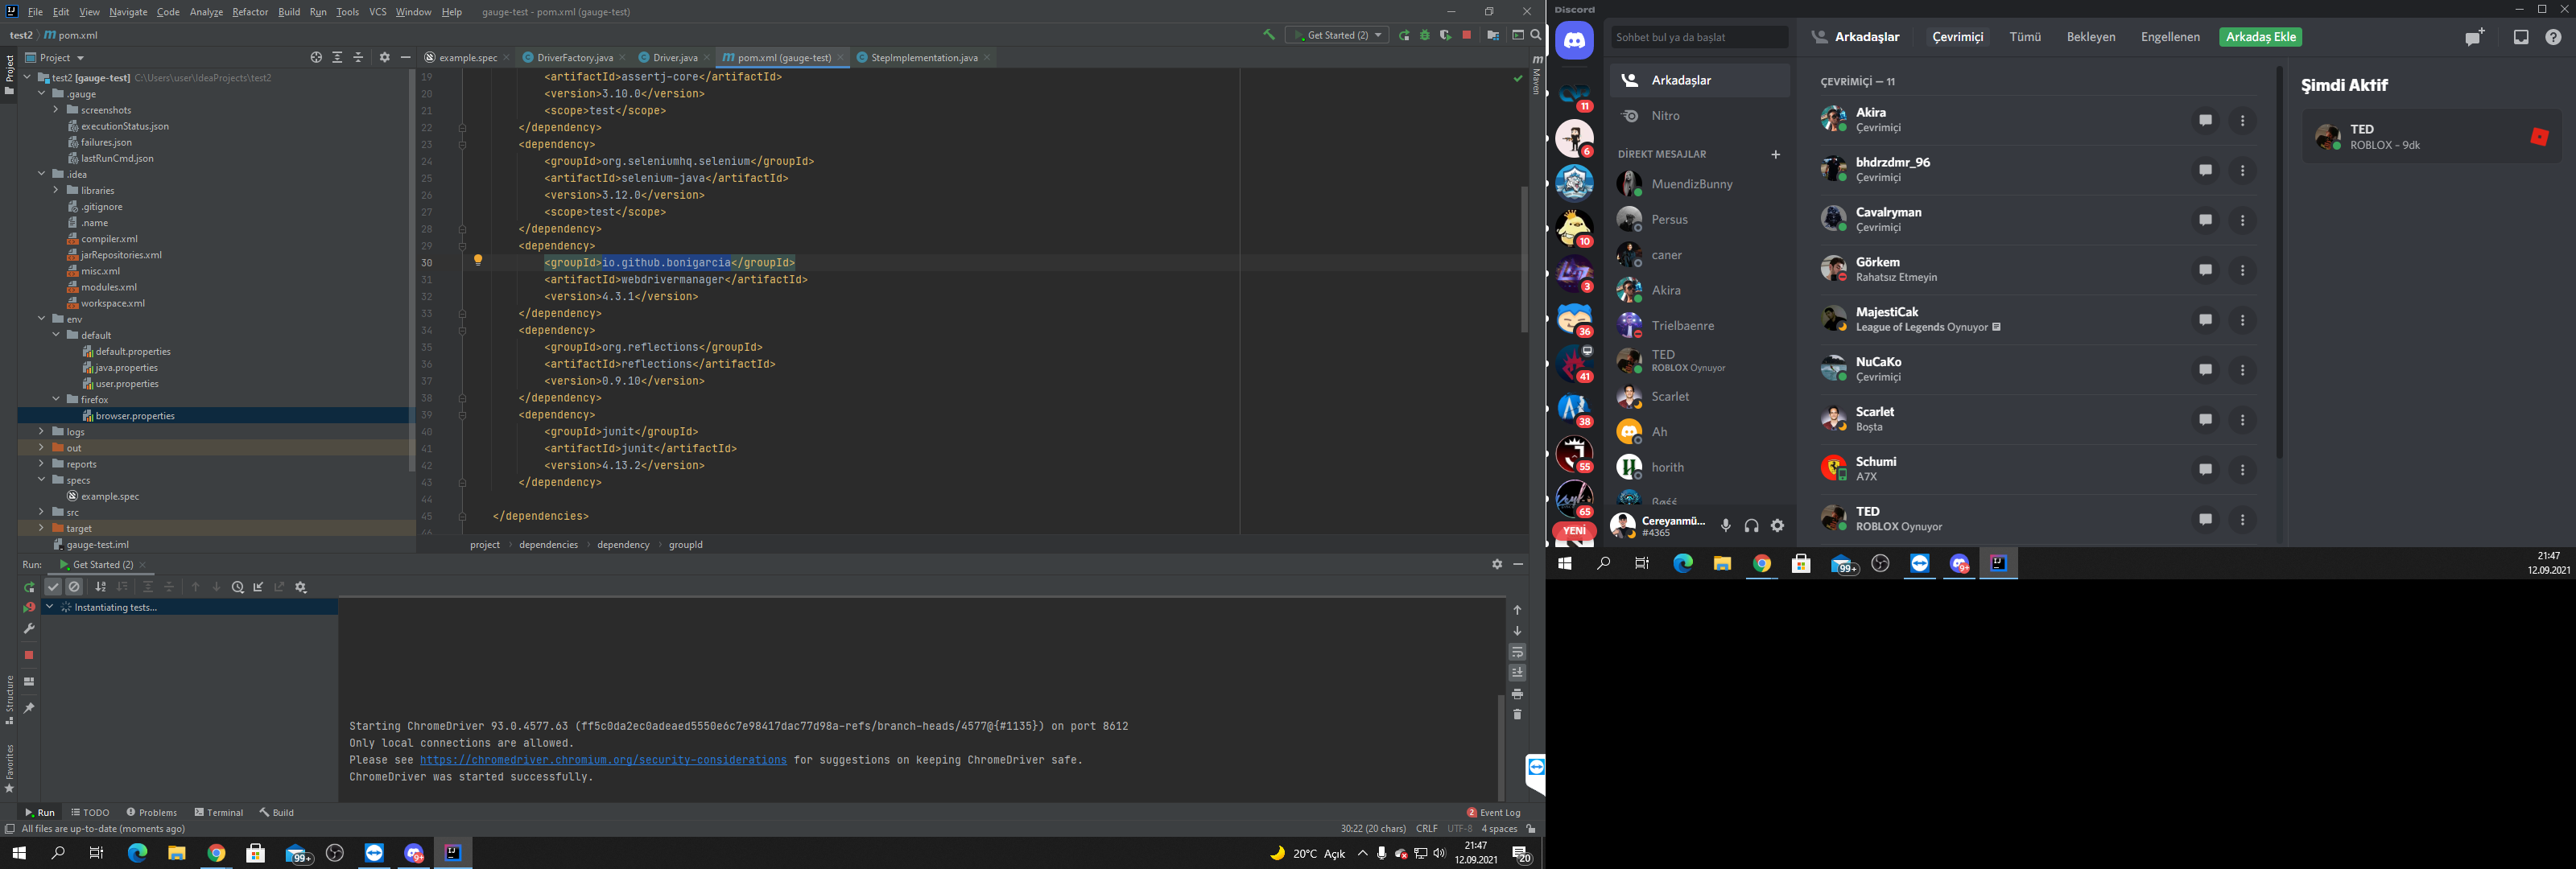 File Edit View Navigate Code Analyze Refactor Build Run Tools VCS Window Help gauge-test - pom.xml (gauge-test)
test2 pom.xml
Get Started (2)
Project
example.spec
DriverFactory.java
Driver.java
pom.xml (gauge-test)
StepImplementation.java
Maven
Project
test2 [gauge-test] C:\Users\user\IdeaProjects\test2
.gauge
screenshots
executionStatus.json
failures.json
lastRunCmd.json
.idea
libraries
.gitignore
.name
compiler.xml
jarRepositories.xml
misc.xml
modules.xml
workspace.xml
env
default
default.properties
java.properties
user.properties
firefox
browser.properties
logs
out
reports
specs
example.spec
src
target
gauge-test.iml
19 <artifactId>assertj-core</artifactId>
20 <version>3.10.0</version>
21 <scope>test</scope>
22 </dependency>
23 <dependency>
24 <groupId>org.seleniumhq.selenium</groupId>
25 <artifactId>selenium-java</artifactId>
26 <version>3.12.0</version>
27 <scope>test</scope>
28 </dependency>
29 <dependency>
30 <groupId>io.github.bonigarcia</groupId>
31 <artifactId>webdrivermanager</artifactId>
32 <version>4.3.1</version>
33 </dependency>
34 <dependency>
35 <groupId>org.reflections</groupId>
36 <artifactId>reflections</artifactId>
37 <version>0.9.10</version>
38 </dependency>
39 <dependency>
40 <groupId>junit</groupId>
41 <artifactId>junit</artifactId>
42 <version>4.13.2</version>
43 </dependency>
44
45 </dependencies>
project dependencies dependency groupId
Run: Get Started (2)
Instantiating tests...
Structure
Favorites
Starting ChromeDriver 93.0.4577.63 (ff5c0da2ec0adeaed5550e6c7e98417dac77d98a-refs/branch-heads/4577@{#1135}) on port 8612
Only local connections are allowed.
Please see https://chromedriver.chromium.org/security-considerations for suggestions on keeping ChromeDriver safe.
ChromeDriver was started successfully.
Run TODO Problems Terminal Build
2 Event Log
All files are up-to-date (moments ago)
30:22 (20 chars) CRLF UTF-8 4 spaces
99+
9+
20°C Açık
21:47
12.09.2021
20
Discord
Sohbet bul ya da başlat
Arkadaşlar Çevrimiçi Tümü Bekleyen Engellenen Arkadaş Ekle
11
6
10
3
36
41
38
55
65
YENİ
Arkadaşlar
Nitro
DİREKT MESAJLAR
MuendizBunny
Persus
caner
Akira
Trielbaenre
TED
ROBLOX Oynuyor
Scarlet
Ah
horith
Cereyanmü...
#4365
ÇEVRİMİÇİ — 11
Akira
Çevrimiçi
bhdrzdmr_96
Çevrimiçi
Cavalryman
Çevrimiçi
Görkem
Rahatsız Etmeyin
MajestiCak
League of Legends Oynuyor
NuCaKo
Çevrimiçi
Scarlet
Boşta
Schumi
A7X
TED
ROBLOX Oynuyor
Şimdi Aktif
TED
ROBLOX - 9dk
99+
9+
21:47
12.09.2021